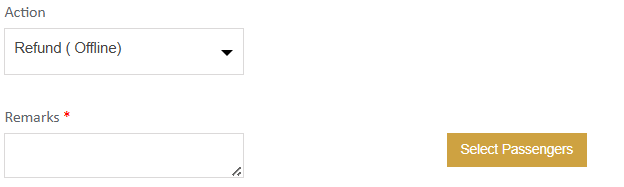 Action
Refund ( Offline)
Remarks *
Select Passengers